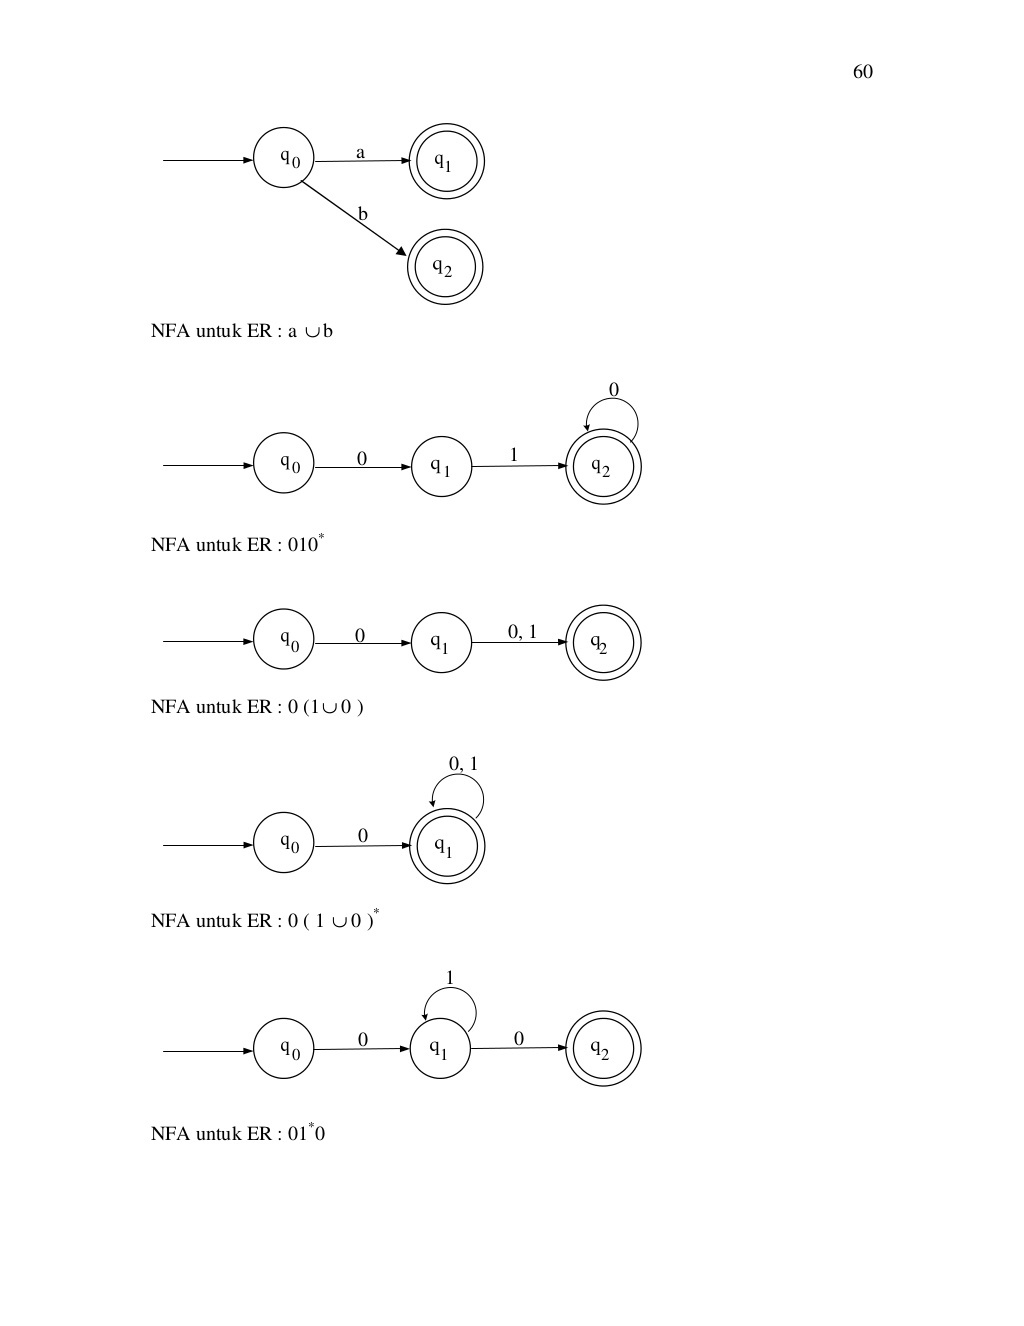 60
q0 a q1
b
q2
NFA untuk ER : a ∪ b
0
q0 0 q1 1 q2
NFA untuk ER : 010*
q0 0 q1 0, 1 q2
NFA untuk ER : 0 (1∪ 0 )
0, 1
q0 0 q1
NFA untuk ER : 0 ( 1 ∪ 0 )*
1
q0 0 q1 0 q2
NFA untuk ER : 01*0